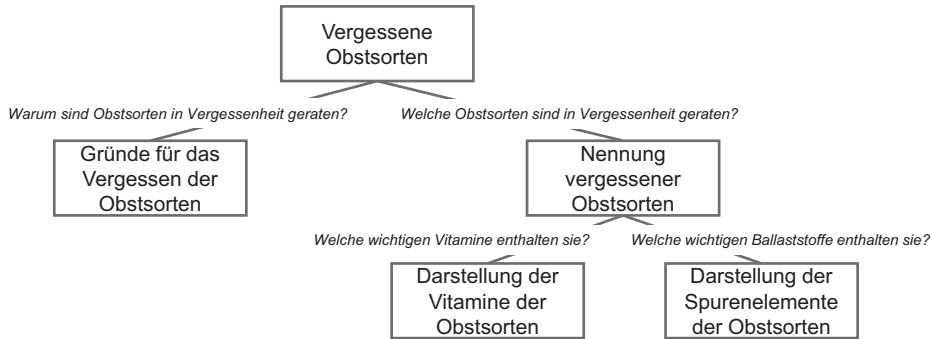 Vergessene
Obstsorten
Warum sind Obstsorten in Vergessenheit geraten?
Welche Obstsorten sind in Vergessenheit geraten?
Gründe für das
Vergessen der
Obstsorten
Nennung
vergessener
Obstsorten
Welche wichtigen Vitamine enthalten sie?
Welche wichtigen Ballaststoffe enthalten sie?
Darstellung der
Vitamine der
Obstsorten
Darstellung der
Spurenelemente
der Obstsorten